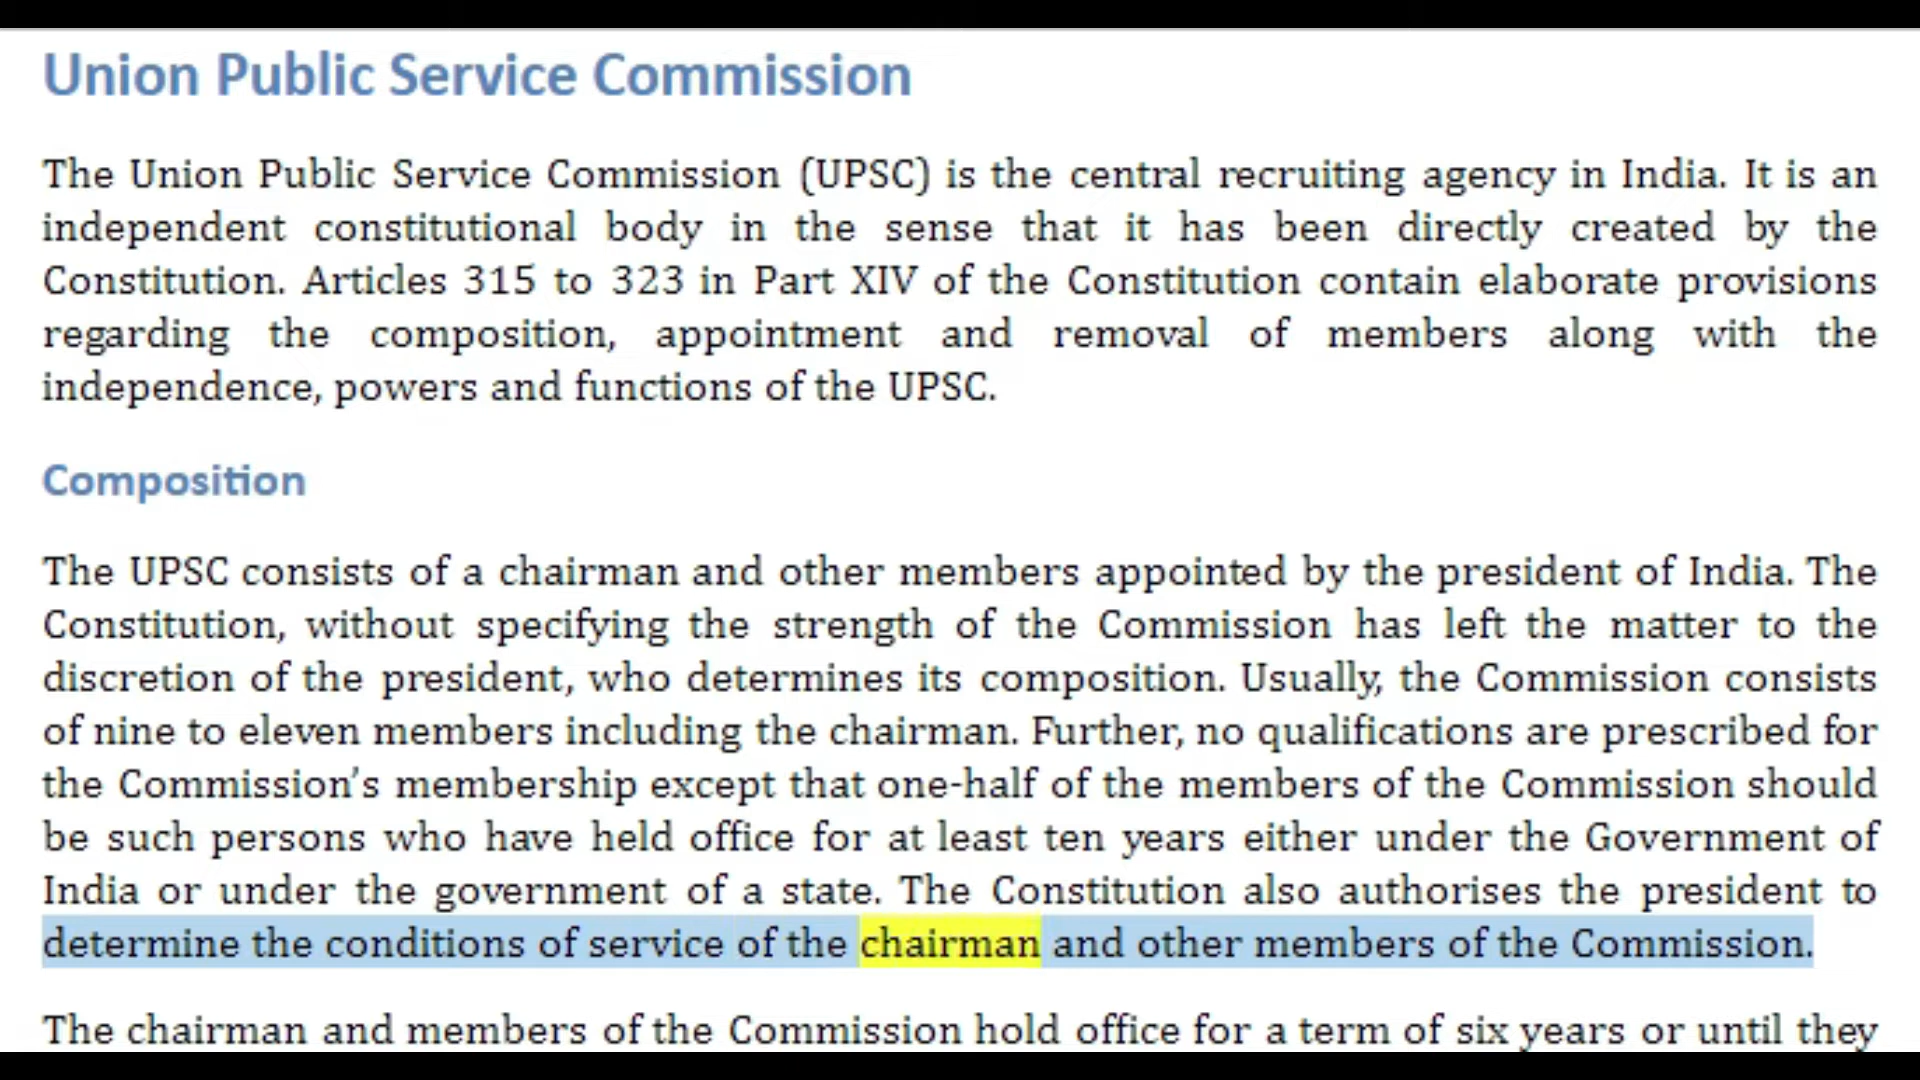 Union Public Service Commission
The Union Public Service Commission (UPSC) is the central recruiting agency in India. It is an
independent constitutional body in the sense that it has been directly created by the
Constitution. Articles 315 to 323 in Part XIV of the Constitution contain elaborate provisions
regarding the composition, appointment and removal of members along with the
independence, powers and functions of the UPSC.
Composition
The UPSC consists of a chairman and other members appointed by the president of India. The
Constitution, without specifying the strength of the Commission has left the matter to the
discretion of the president, who determines its composition. Usually, the Commission consists
of nine to eleven members including the chairman. Further, no qualifications are prescribed for
the Commission’s membership except that one-half of the members of the Commission should
be such persons who have held office for at least ten years either under the Government of
India or under the government of a state. The Constitution also authorises the president to
determine the conditions of service of the chairman and other members of the Commission.
The chairman and members of the Commission hold office for a term of six years or until they